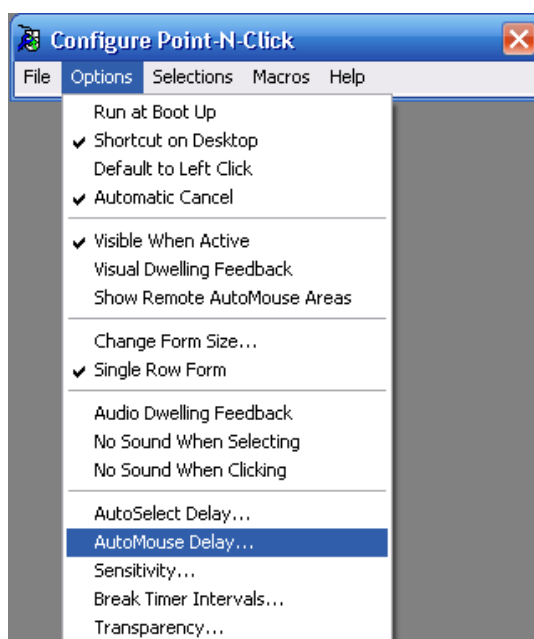 Configure Point-N-Click
File Options Selections Macros Help
Run at Boot Up
Shortcut on Desktop
Default to Left Click
Automatic Cancel
Visible When Active
Visual Dwelling Feedback
Show Remote AutoMouse Areas
Change Form Size...
Single Row Form
Audio Dwelling Feedback
No Sound When Selecting
No Sound When Clicking
AutoSelect Delay...
AutoMouse Delay...
Sensitivity...
Break Timer Intervals...
Transparency...